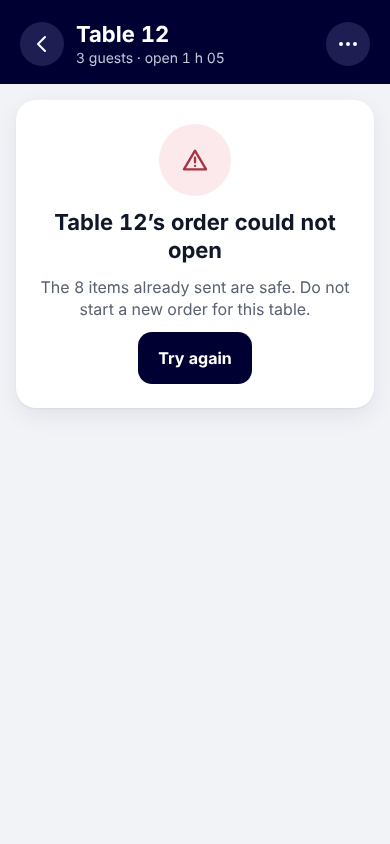 Table 12
3 guests · open 1 h 05
Table 12’s order could not
open
The 8 items already sent are safe. Do not
start a new order for this table.
Try again